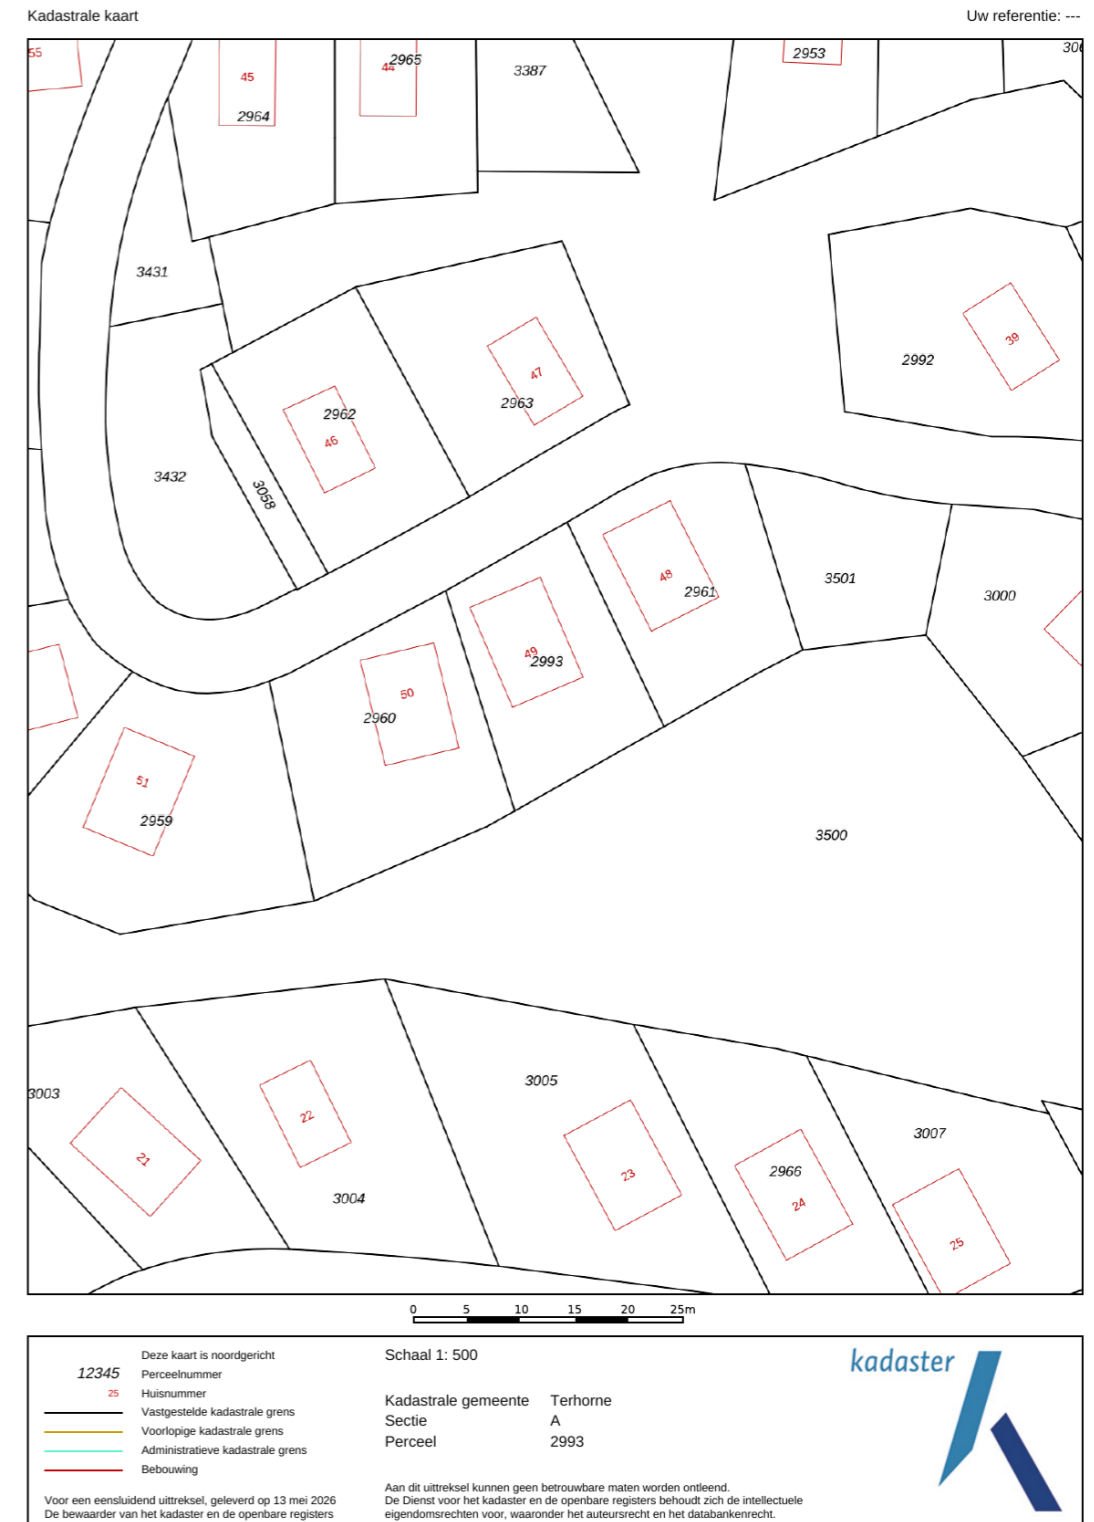 Kadastrale kaart
Uw referentie: ---
55
45
2964
44
2965
3387
2953
306
3431
47
2963
39
2992
2962
46
3432
3058
48
2961
3501
3000
49
2993
50
2960
51
2959
3500
3003
21
22
3004
3005
23
2966
24
3007
25
0 5 10 15 20 25m
Deze kaart is noordgericht
12345 Perceelnummer
25 Huisnummer
Vastgestelde kadastrale grens
Voorlopige kadastrale grens
Administratieve kadastrale grens
Bebouwing
Voor een eensluidend uittreksel, geleverd op 13 mei 2026
De bewaarder van het kadaster en de openbare registers
Schaal 1: 500
Kadastrale gemeente Terhorne
Sectie A
Perceel 2993
Aan dit uittreksel kunnen geen betrouwbare maten worden ontleend.
De Dienst voor het kadaster en de openbare registers behoudt zich de intellectuele
eigendomsrechten voor, waaronder het auteursrecht en het databankenrecht.
kadaster